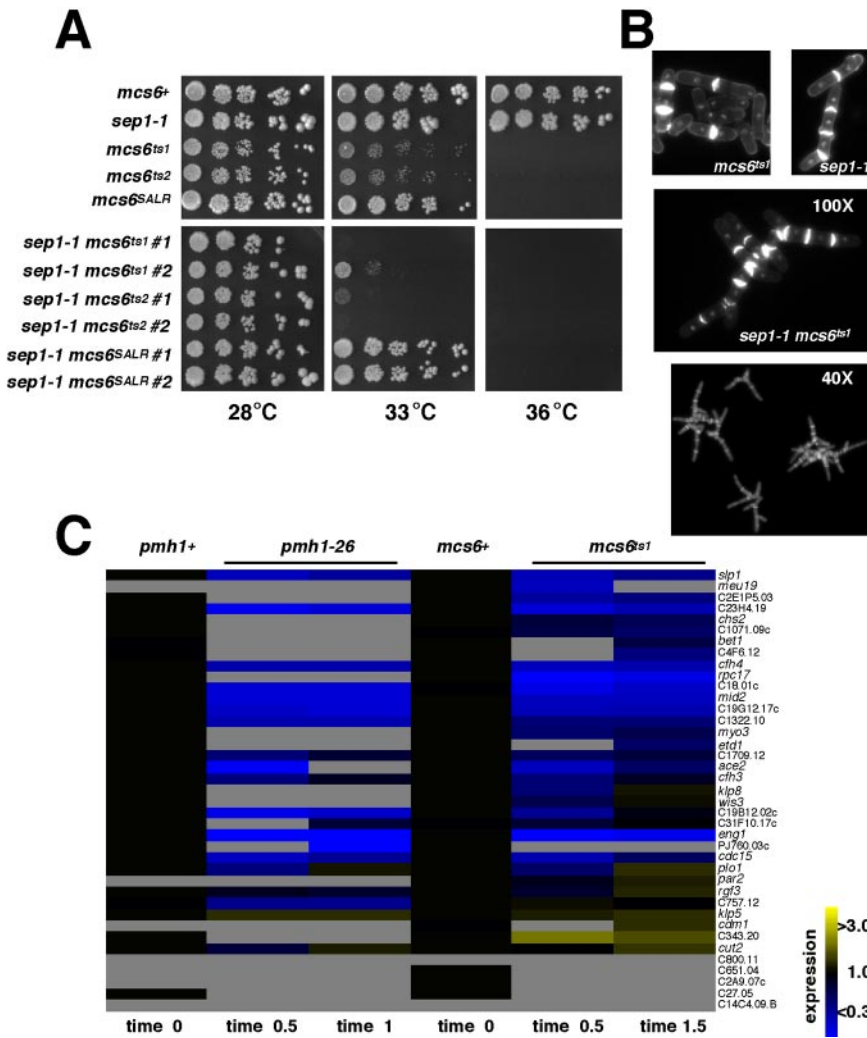 A
B
mcs6+
sep1-1
mcs6ts1
mcs6ts2
mcs6SALR
sep1-1 mcs6ts1 #1
sep1-1 mcs6ts1 #2
sep1-1 mcs6ts2 #1
sep1-1 mcs6ts2 #2
sep1-1 mcs6SALR #1
sep1-1 mcs6SALR #2
28°C
33°C
36°C
mcs6ts1
sep1-1
100X
sep1-1 mcs6ts1
40X
C
pmh1+
pmh1-26
mcs6+
mcs6ts1
slp1
meu19
C2E1P5.03
C23H4.19
chs2
C1071.09c
bet1
C4F6.12
cfh4
rpc17
C18.01c
mid2
C19G12.17c
C1322.10
myo3
etd1
C1709.12
ace2
cfh3
klp8
wis3
C19B12.02c
C31F10.17c
eng1
PJ760.03c
cdc15
plo1
par2
rgf3
C757.12
klp5
cdm1
C343.20
cut2
C800.11
C651.04
C2A9.07c
C27.05
C14C4.09.B
time 0
time 0.5
time 1
time 0
time 0.5
time 1.5
expression
>3.0
1.0
<0.3